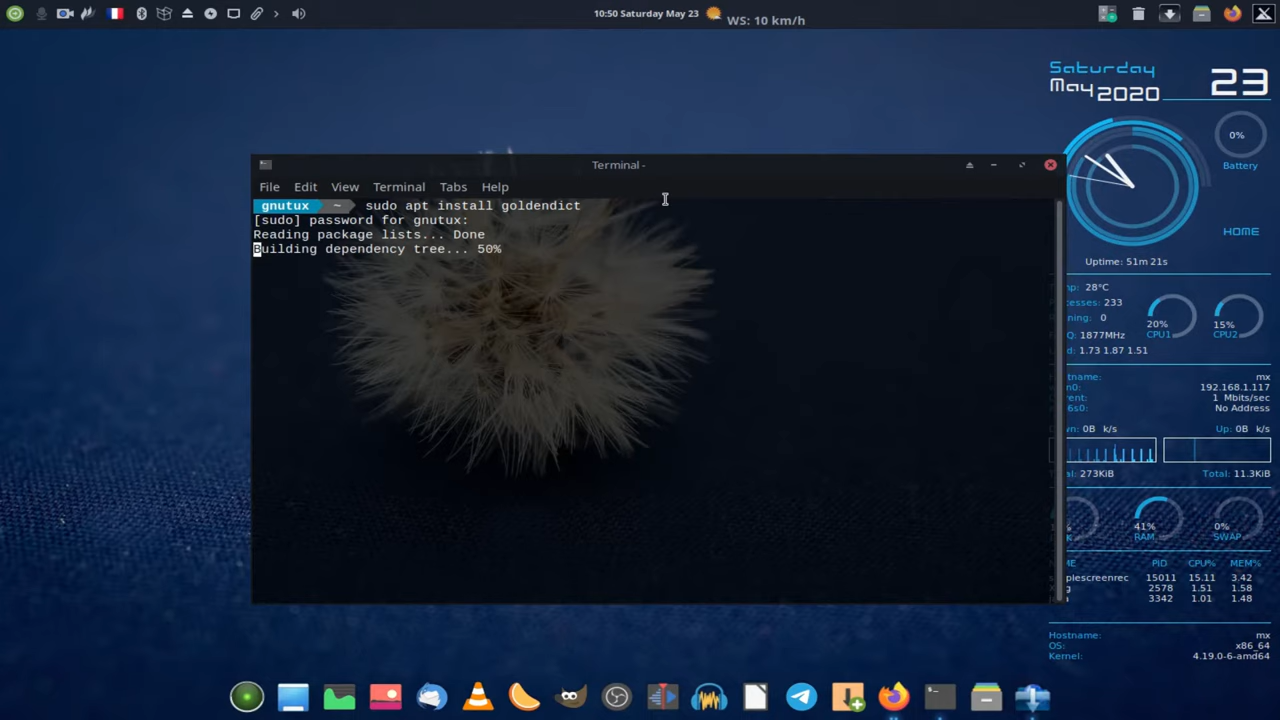 10:50 Saturday May 23
WS: 10 km/h
Saturday
May 2020
23
0%
Battery
HOME
Uptime: 51m 21s
Terminal -
File Edit View Terminal Tabs Help
gnutux ~ sudo apt install goldendict
[sudo] password for gnutux:
Reading package lists... Done
Building dependency tree... 50%
28°C
233
0
1877MHz
1.73 1.87 1.51
20%
CPU1
15%
CPU2
mx
192.168.1.117
1 Mbits/sec
No Address
0B k/s
Up: 0B k/s
273KiB
Total: 11.3KiB
41%
RAM
0%
SWAP
PID CPU% MEM%
plescreenrec 15011 15.11 3.42
2578 1.51 1.58
3342 1.01 1.48
Hostname: mx
OS: x86_64
Kernel: 4.19.0-6-amd64